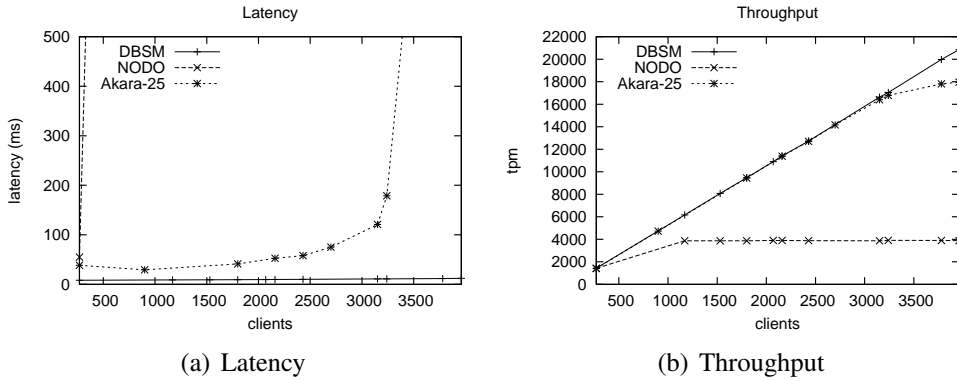 Latency
500
400
300
200
100
0
latency (ms)
DBSM
NODO
Akara-25
500 1000 1500 2000 2500 3000 3500
clients
(a) Latency
Throughput
22000
20000
18000
16000
14000
12000
10000
8000
6000
4000
2000
0
tpm
DBSM
NODO
Akara-25
500 1000 1500 2000 2500 3000 3500
clients
(b) Throughput